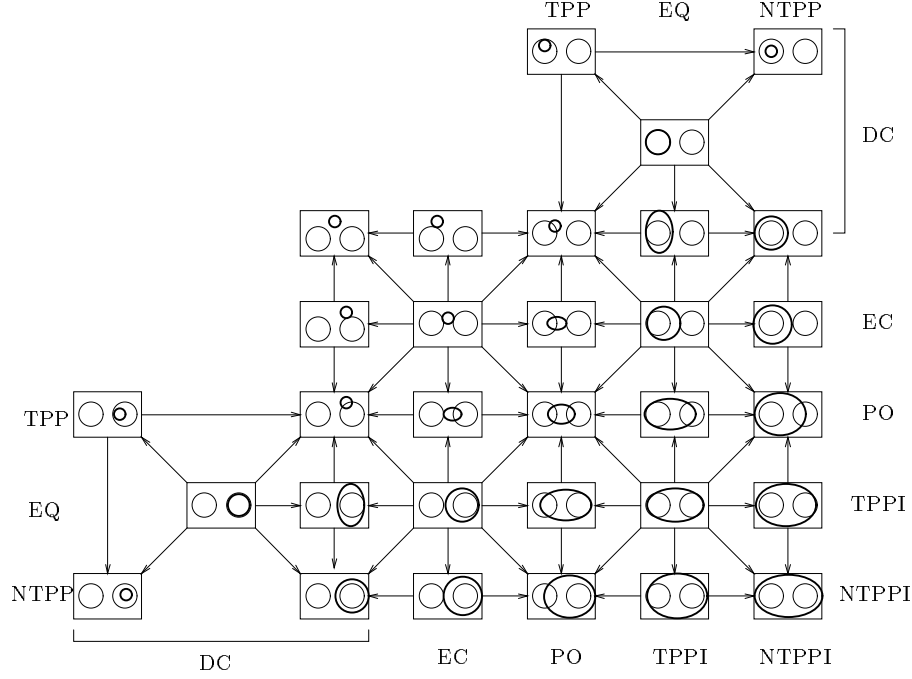 TPP EQ NTPP
DC
EC
TPP PO
EQ TPPI
NTPP NTPPI
DC EC PO TPPI NTPPI